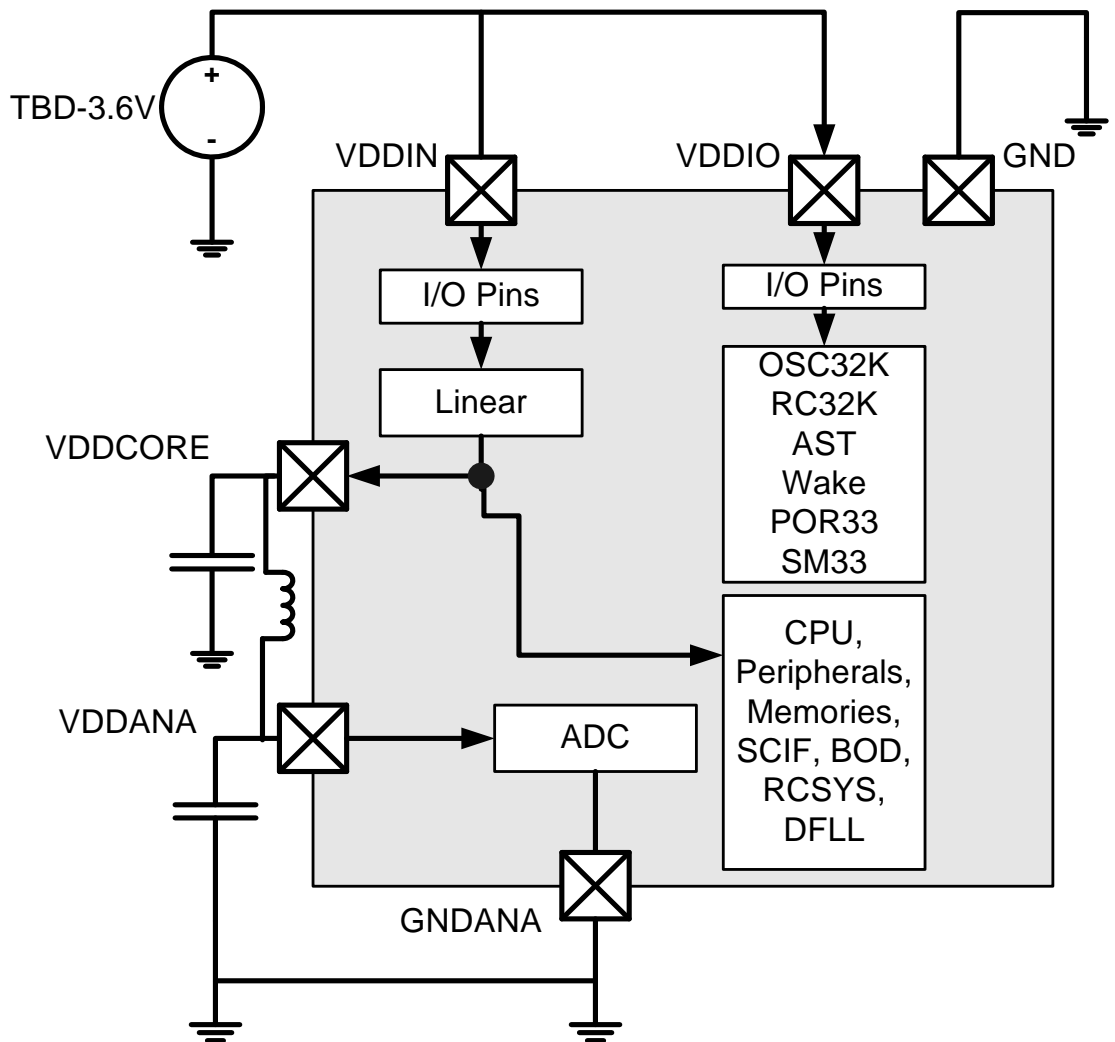 TBD-3.6V
+
-
VDDIN
VDDIO
GND
I/O Pins
I/O Pins
Linear
OSC32K
RC32K
AST
Wake
POR33
SM33
VDDCORE
CPU,
Peripherals,
Memories,
SCIF, BOD,
RCSYS,
DFLL
VDDANA
ADC
GNDANA